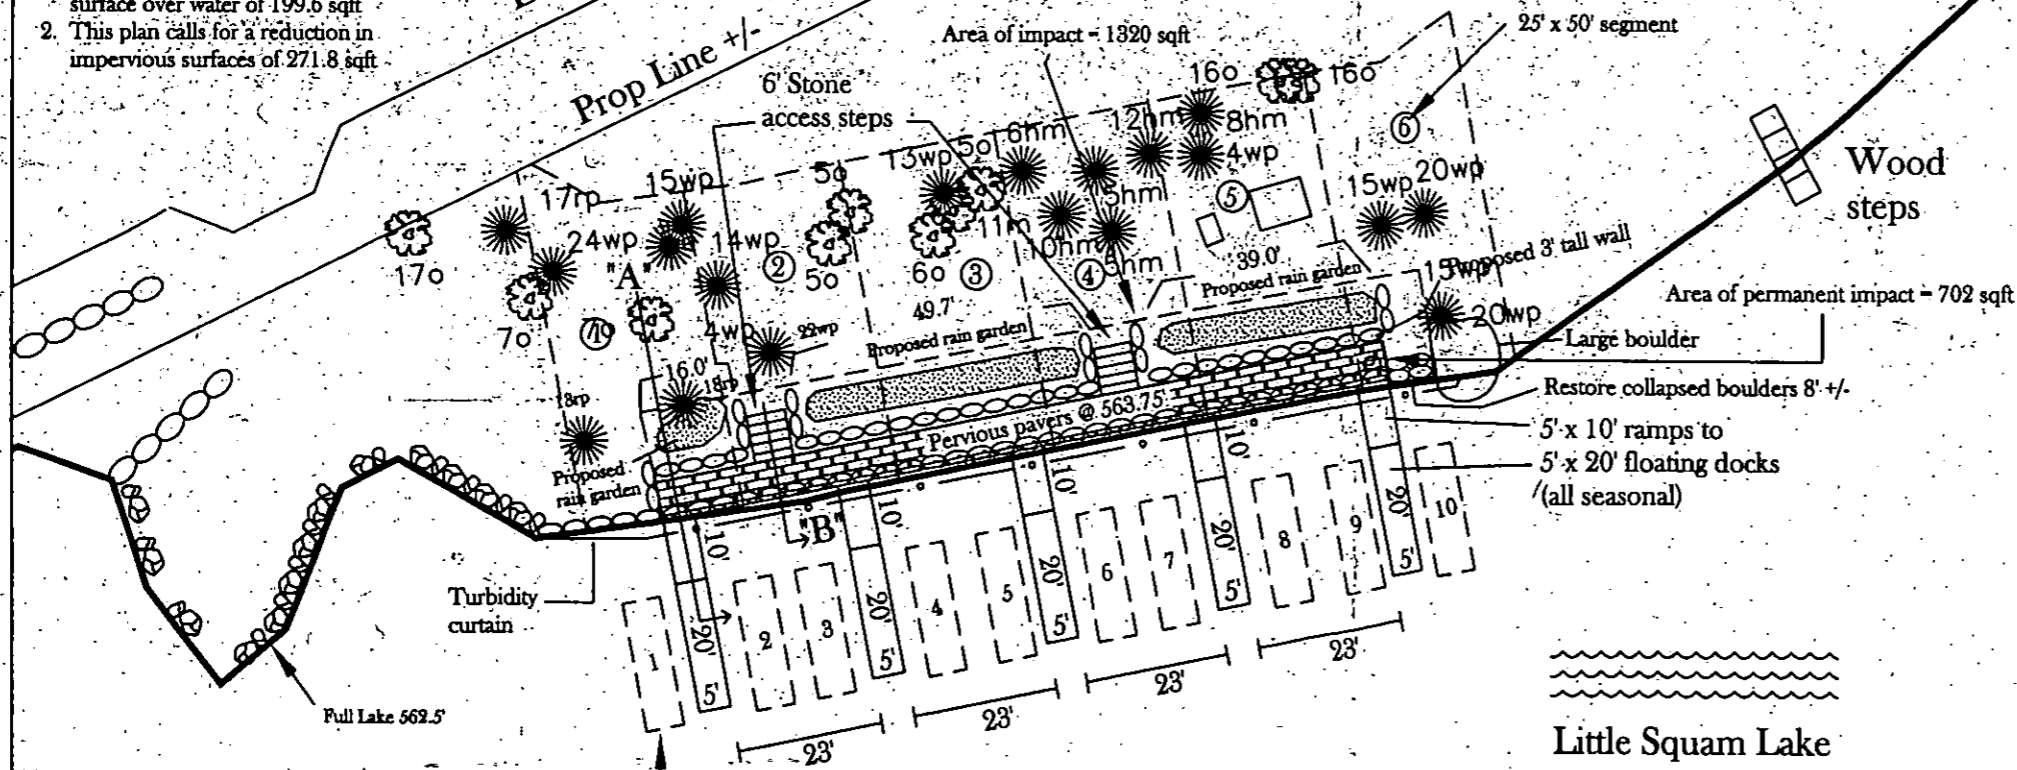 surface over water of 199.6 sqft
2. This plan calls for a reduction in
impervious surfaces of 271.8 sqft
Prop Line +/-
6' Stone
access steps
Area of impact = 1320 sqft
25' x 50' segment
16o
16o
6
12hm
8hm
4wp
6hm
5o
13wp
5o
15wp
17rp
15wp
20wp
5
3hm
11m
10hm
5hm
17o
24wp
"A"
14wp
2
5o
6o
3
4
39.0'
Proposed rain garden
Proposed 3' tall wall
15wp
20wp
Wood
steps
Area of permanent impact = 702 sqft
Large boulder
Restore collapsed boulders 8' +/-
5' x 10' ramps to
5' x 20' floating docks
(all seasonal)
7o
4wp
22wp
49.7'
Proposed rain garden
16.0'
18rp
18rp
Proposed
rain garden
Pervious pavers @ 563.75
"B"
10'
10'
10'
10'
Turbidity
curtain
1
20'
5'
2
3
20'
5'
4
5
20'
5'
6
7
20'
5'
8
9
20'
5'
10
23'
23'
23'
23'
Full Lake 562.5'
Little Squam Lake